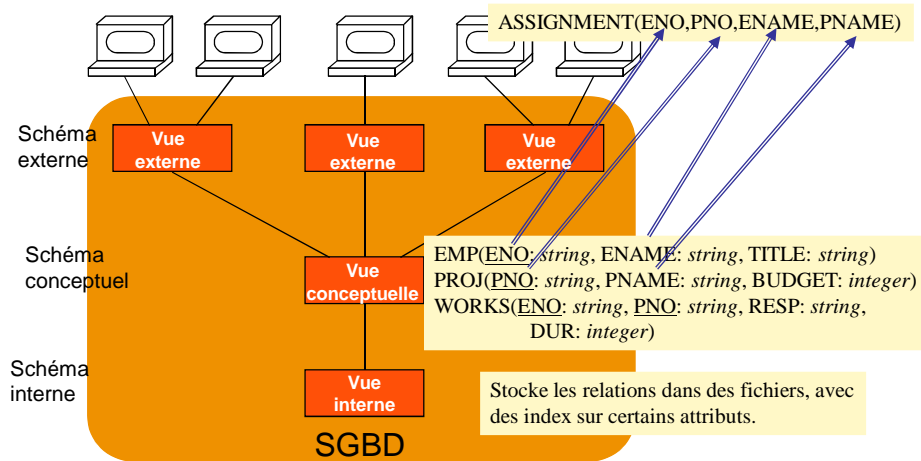 ASSIGNMENT(ENO,PNO,ENAME,PNAME)
Schéma
externe
Vue
externe
Vue
externe
Vue
externe
Schéma
conceptuel
Vue
conceptuelle
EMP(ENO: string, ENAME: string, TITLE: string)
PROJ(PNO: string, PNAME: string, BUDGET: integer)
WORKS(ENO: string, PNO: string, RESP: string,
DUR: integer)
Schéma
interne
Vue
interne
Stocke les relations dans des fichiers, avec
des index sur certains attributs.
SGBD